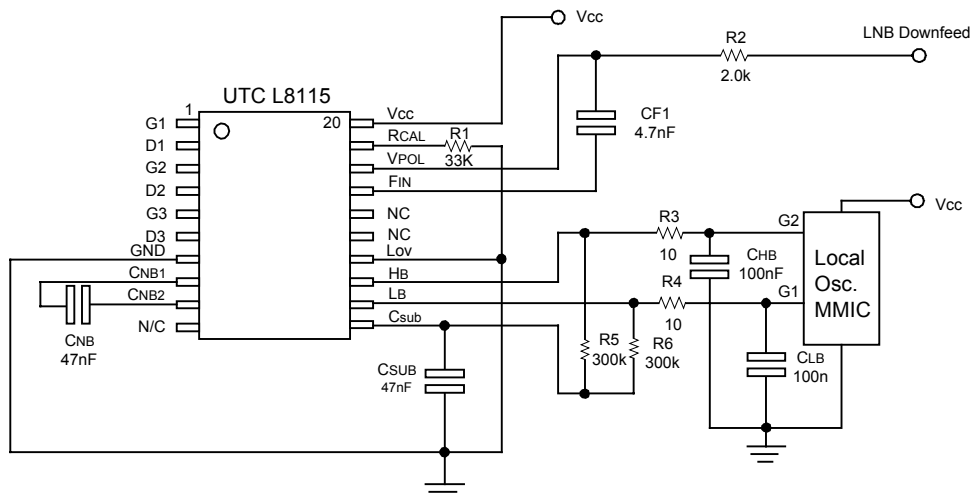 Vcc
LNB Downfeed
R2
2.0k
UTC L8115
1
20
G1
D1
G2
D2
G3
D3
GND
CNB1
CNB2
N/C
Vcc
RCAL
VPOL
FIN
NC
NC
Lov
HB
LB
Csub
R1
33K
CF1
4.7nF
CNB
47nF
CSUB
47nF
R3
10
R4
10
R5
300k
R6
300k
CHB
100nF
CLB
100n
G2
G1
Vcc
Local
Osc.
MMIC